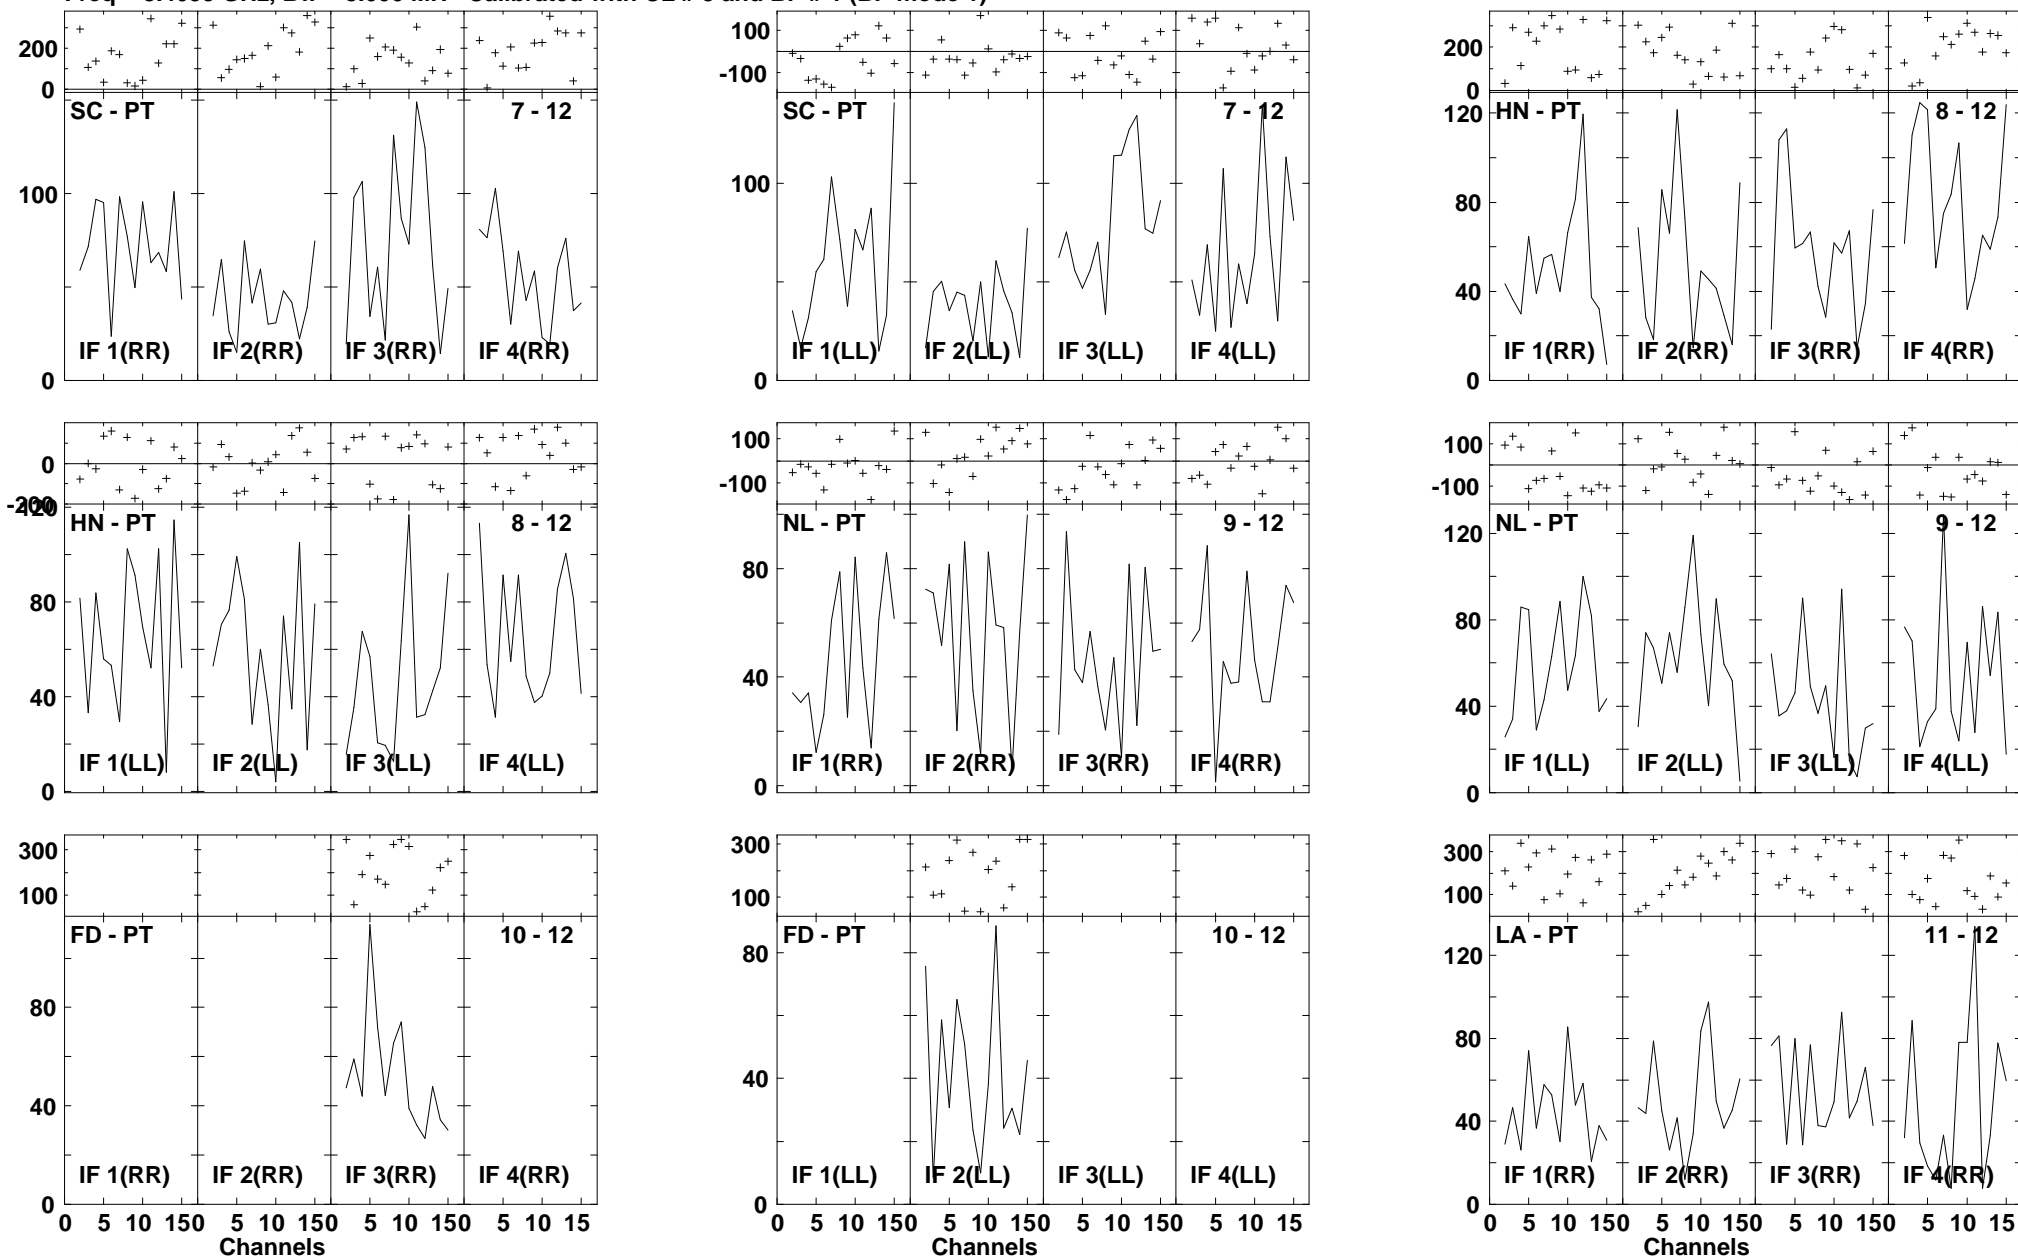 200
0
SC - PT 7 - 12
100
0
IF 1(RR) IF 2(RR) IF 3(RR) IF 4(RR)
100
-100
SC - PT 7 - 12
100
0
IF 1(LL) IF 2(LL) IF 3(LL) IF 4(LL)
200
0
HN - PT 8 - 12
120
80
40
0
IF 1(RR) IF 2(RR) IF 3(RR) IF 4(RR)
0
-200
120
HN - PT 8 - 12
80
40
0
IF 1(LL) IF 2(LL) IF 3(LL) IF 4(LL)
100
-100
NL - PT 9 - 12
80
40
0
IF 1(RR) IF 2(RR) IF 3(RR) IF 4(RR)
100
-100
NL - PT 9 - 12
120
80
40
0
IF 1(LL) IF 2(LL) IF 3(LL) IF 4(LL)
300
100
FD - PT 10 - 12
80
40
0
IF 1(RR) IF 2(RR) IF 3(RR) IF 4(RR)
0 5 10 15 0 5 10 15 0 5 10 15 0 5 10 15
Channels
300
100
FD - PT 10 - 12
80
40
0
IF 1(LL) IF 2(LL) IF 3(LL) IF 4(LL)
0 5 10 15 0 5 10 15 0 5 10 15 0 5 10 15
Channels
300
100
LA - PT 11 - 12
120
80
40
0
IF 1(RR) IF 2(RR) IF 3(RR) IF 4(RR)
0 5 10 15 0 5 10 15 0 5 10 15 0 5 10 15
Channels